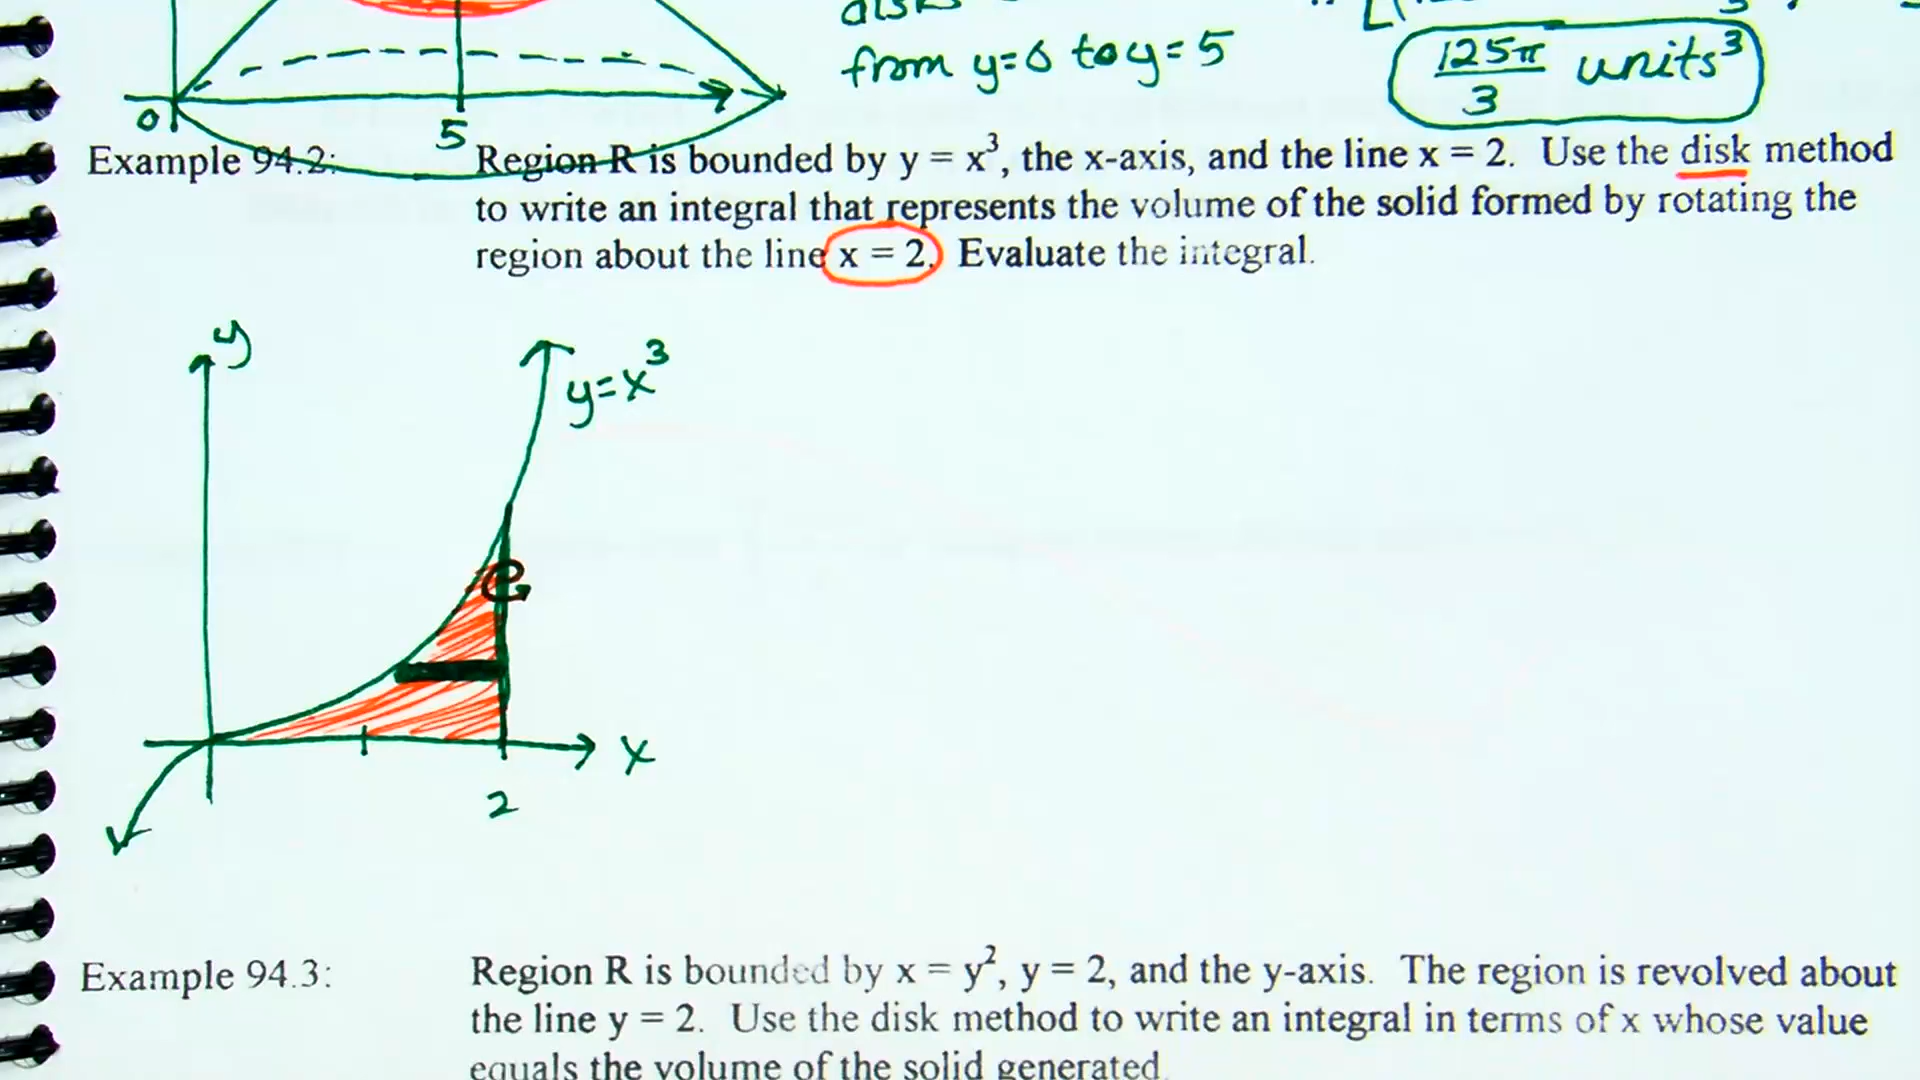 from y=0 to y=5
125π
3
units³
0
5
Example 94.2: Region R is bounded by y = x³, the x-axis, and the line x = 2. Use the disk method
to write an integral that represents the volume of the solid formed by rotating the
region about the line x = 2. Evaluate the integral.
y
y=x³
x
2
Example 94.3: Region R is bounded by x = y², y = 2, and the y-axis. The region is revolved about
the line y = 2. Use the disk method to write an integral in terms of x whose value
equals the volume of the solid generated.